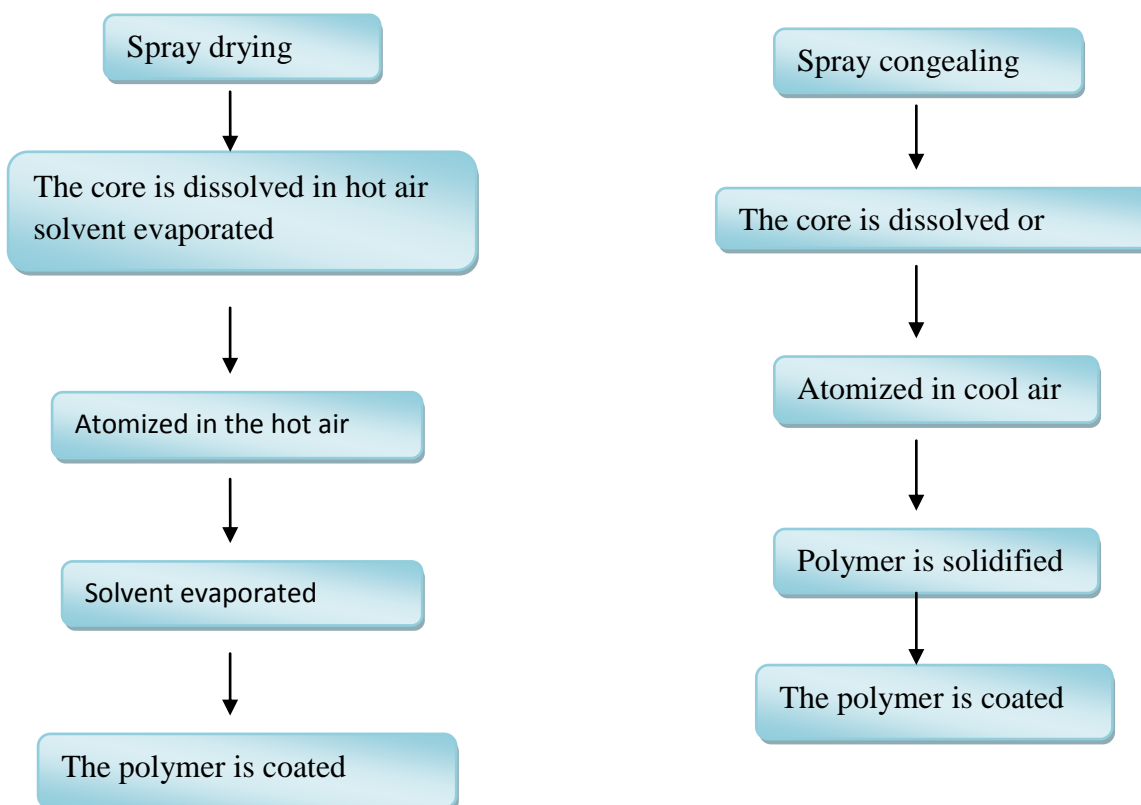 Spray drying
The core is dissolved in hot air
solvent evaporated
Atomized in the hot air
Solvent evaporated
The polymer is coated
Spray congealing
The core is dissolved or
Atomized in cool air
Polymer is solidified
The polymer is coated